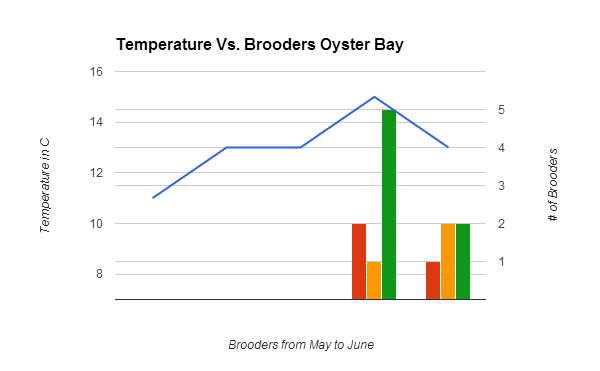 Temperature Vs. Brooders Oyster Bay
16
14
12
10
8
Temperature in C
5
4
3
2
1
# of Brooders
Brooders from May to June